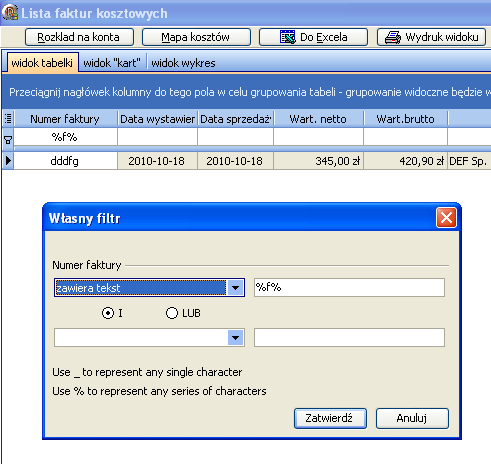 Lista faktur kosztowych
Rozkład na konta Mapa kosztów Do Excela Wydruk widoku
widok tabelki widok "kart" widok wykres
Przeciągnij nagłówek kolumny do tego pola w celu grupowania tabeli - grupowanie widoczne będzie w
Numer faktury Data wystawier Data sprzedaż Wart. netto Wart.brutto
%f%
dddfg 2010-10-18 2010-10-18 345,00 zł 420,90 zł DEF Sp.
Własny filtr
Numer faktury
zawiera tekst %f%
I LUB
Use _ to represent any single character
Use % to represent any series of characters
Zatwierdź Anuluj